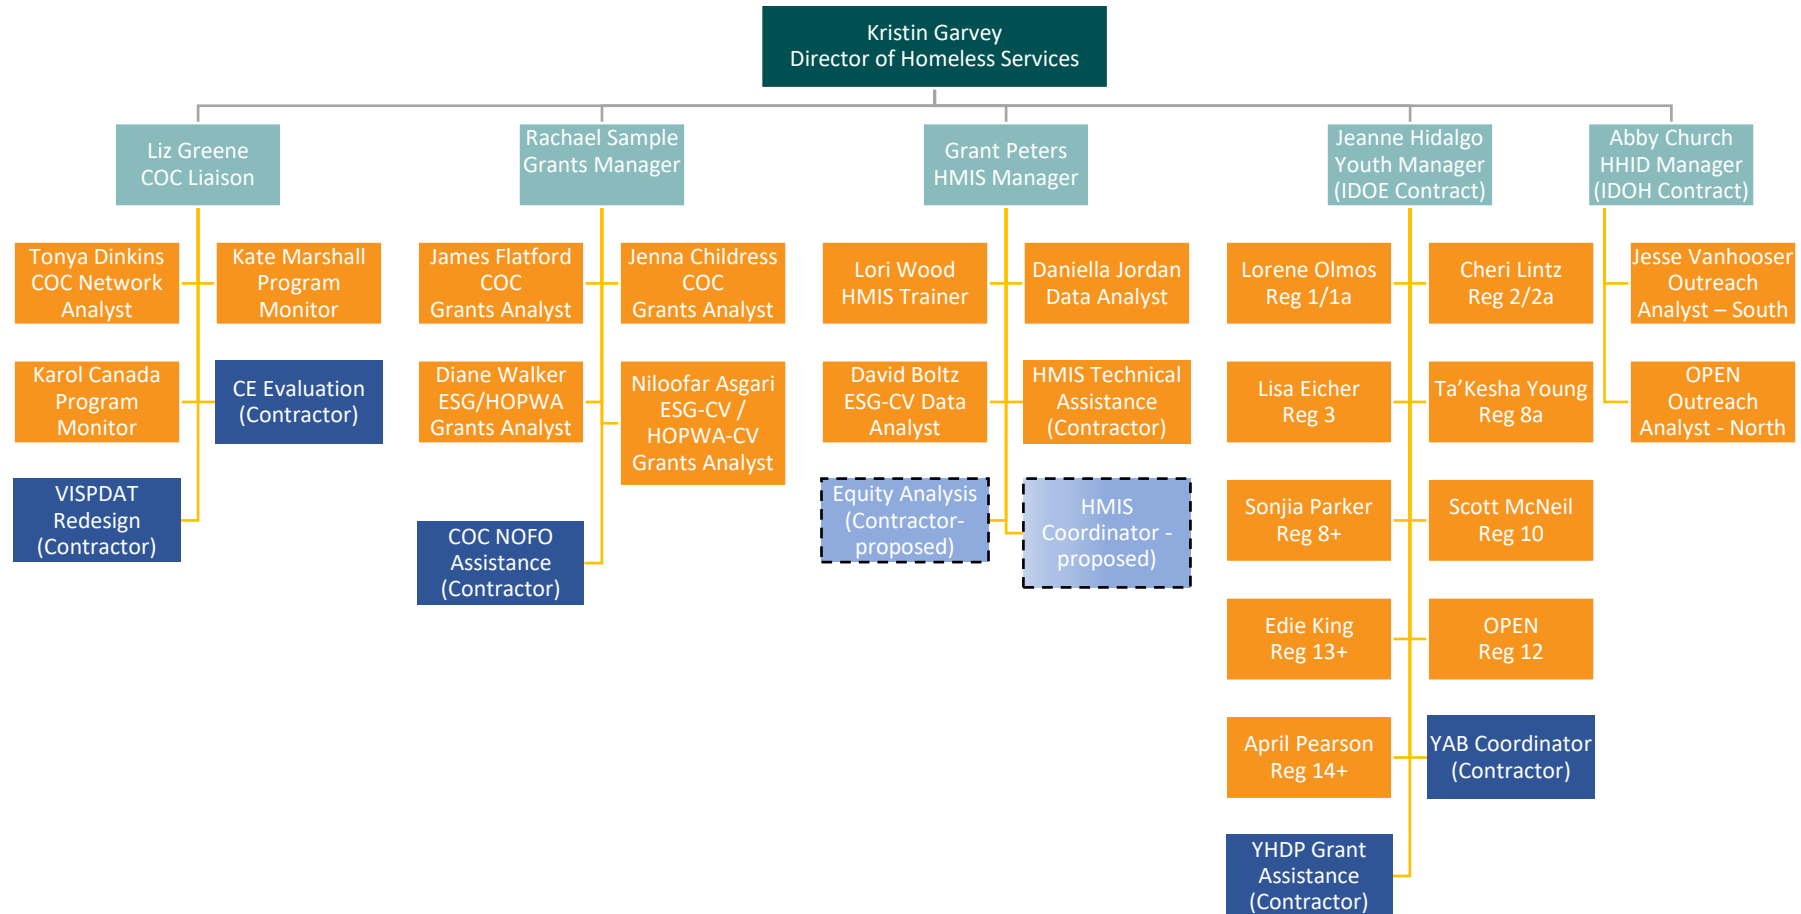 Kristin Garvey
Director of Homeless Services
Liz Greene
COC Liaison
Rachael Sample
Grants Manager
Grant Peters
HMIS Manager
Jeanne Hidalgo
Youth Manager
(IDOE Contract)
Abby Church
HHID Manager
(IDOH Contract)
Tonya Dinkins
COC Network
Analyst
Kate Marshall
Program
Monitor
Karol Canada
Program
Monitor
CE Evaluation
(Contractor)
VISPDAT
Redesign
(Contractor)
James Flatford
COC
Grants Analyst
Jenna Childress
COC
Grants Analyst
Diane Walker
ESG/HOPWA
Grants Analyst
Niloofar Asgari
ESG-CV /
HOPWA-CV
Grants Analyst
COC NOFO
Assistance
(Contractor)
Lori Wood
HMIS Trainer
Daniella Jordan
Data Analyst
David Boltz
ESG-CV Data
Analyst
HMIS Technical
Assistance
(Contractor)
Equity Analysis
(Contractor-
proposed)
HMIS
Coordinator -
proposed)
Lorene Olmos
Reg 1/1a
Cheri Lintz
Reg 2/2a
Lisa Eicher
Reg 3
Ta’Kesha Young
Reg 8a
Sonjia Parker
Reg 8+
Scott McNeil
Reg 10
Edie King
Reg 13+
OPEN
Reg 12
April Pearson
Reg 14+
YAB Coordinator
(Contractor)
YHDP Grant
Assistance
(Contractor)
Jesse Vanhooser
Outreach
Analyst – South
OPEN
Outreach
Analyst - North